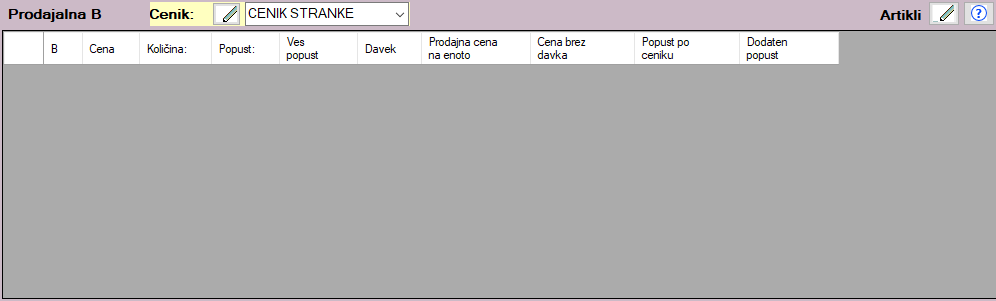 Prodajalna B Cenik: CENIK STRANKE Artikli ?
B Cena Količina: Popust: Ves popust Davek Prodajna cena na enoto Cena brez davka Popust po ceniku Dodaten popust